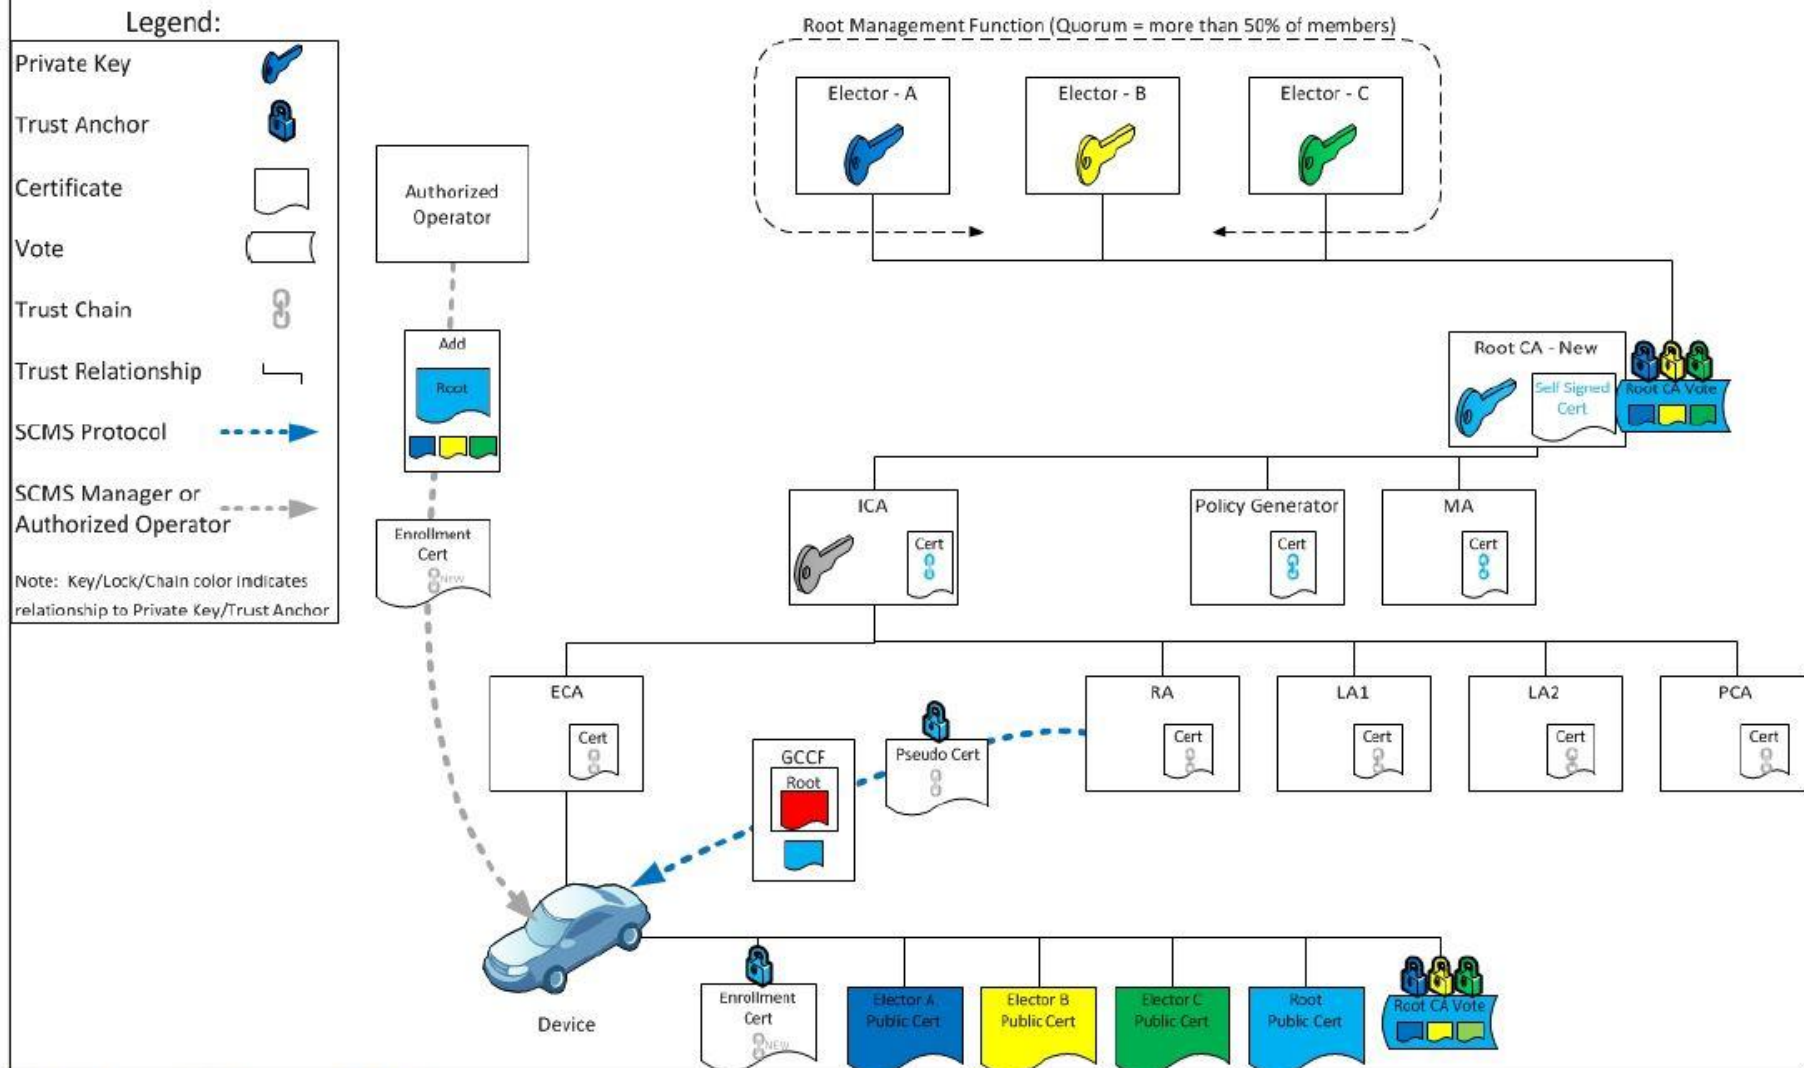 Legend:
Private Key
Trust Anchor
Certificate
Vote
Trust Chain
Trust Relationship
SCMS Protocol
SCMS Manager or
Authorized Operator
Note: Key/Lock/Chain color indicates
relationship to Private Key/Trust Anchor
Root Management Function (Quorum = more than 50% of members)
Elector - A
Elector - B
Elector - C
Authorized
Operator
Add
Root
Enrollment
Cert
NEW
Root CA - New
Self Signed
Cert
Root CA Vote
ICA
Cert
Policy Generator
Cert
MA
Cert
ECA
Cert
GCCF
Root
Pseudo Cert
RA
Cert
LA1
Cert
LA2
Cert
PCA
Cert
Device
Enrollment
Cert
NEW
Elector A
Public Cert
Elector B
Public Cert
Elector C
Public Cert
Root
Public Cert
Root CA Vote